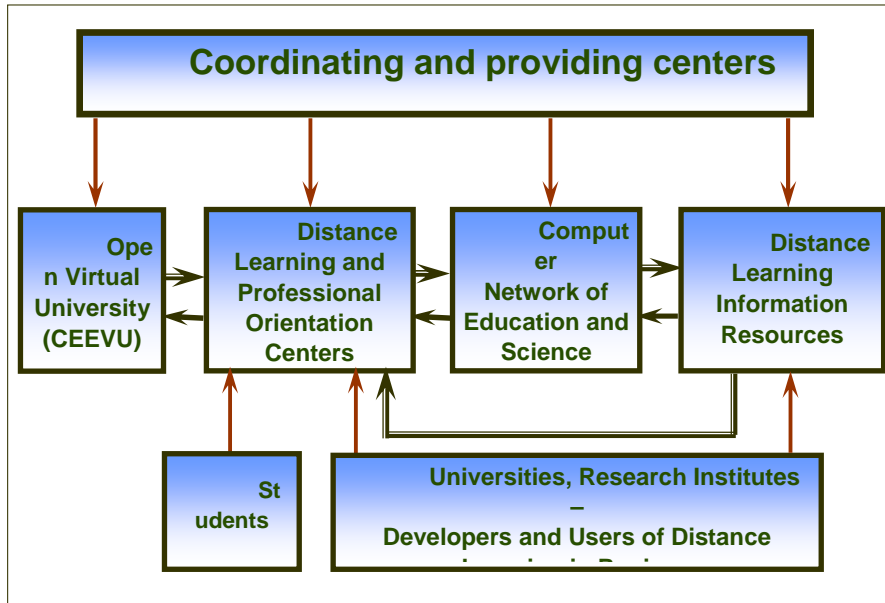 Coordinating and providing centers
Ope
n Virtual
University
(CEEVU)
Distance
Learning and
Professional
Orientation
Centers
Comput
er
Network of
Education and
Science
Distance
Learning
Information
Resources
St
udents
Universities, Research Institutes
–
Developers and Users of Distance